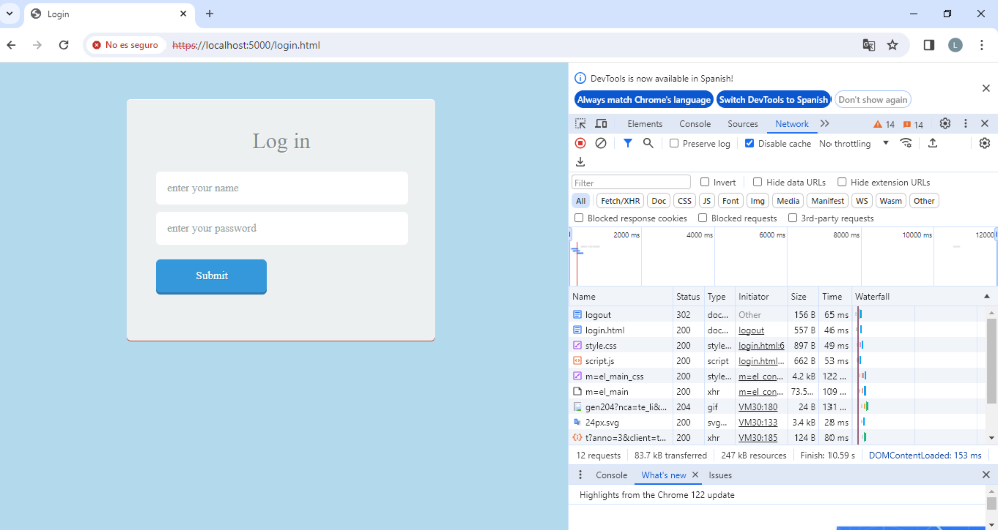 Login
No es seguro
https://localhost:5000/login.html
L
Log in
enter your name
enter your password
Submit
DevTools is now available in Spanish!
Always match Chrome's language Switch DevTools to Spanish Don't show again
Elements Console Sources Network 14 14
Preserve log Disable cache No throttling
Filter Invert Hide data URLs Hide extension URLs
All Fetch/XHR Doc CSS JS Font Img Media Manifest WS Wasm Other
Blocked response cookies Blocked requests 3rd-party requests
2000 ms 4000 ms 6000 ms 8000 ms 10000 ms 12000
Name Status Type Initiator Size Time Waterfall
logout 302 doc... Other 156 B 65 ms
login.html 200 doc... logout 557 B 46 ms
style.css 200 style... login.html:6 897 B 49 ms
script.js 200 script login.html... 662 B 53 ms
m=el_main_css 200 style... m=el_con... 4.2 kB 122 ...
m=el_main 200 xhr m=el_con... 73.5... 109 ...
gen204?nca=te_li&... 204 gif VM30:180 24 B 131 ...
24px.svg 200 svg... VM30:133 3.4 kB 28 ms
t?anno=3&client=t... 200 xhr VM30:185 124 B 80 ms
12 requests 83.7 kB transferred 247 kB resources Finish: 10.59 s DOMContentLoaded: 153 ms
Console What's new Issues
Highlights from the Chrome 122 update